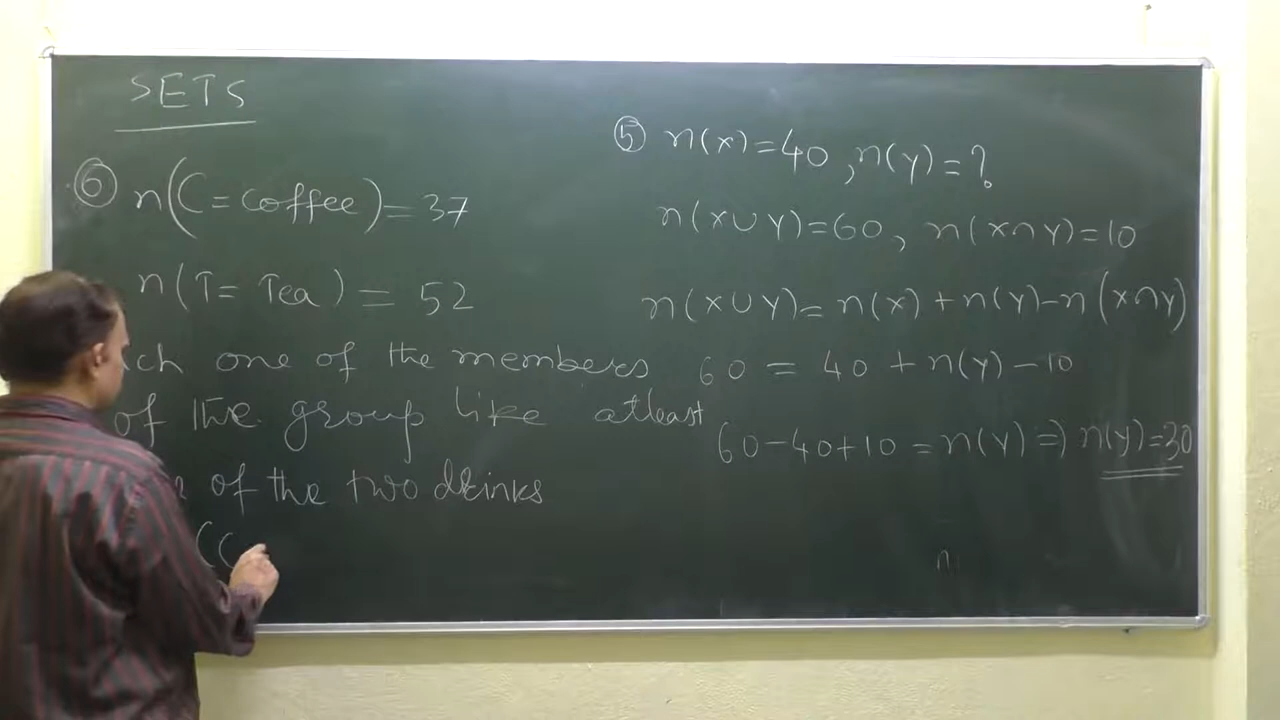 SETS
⑥ n(C=coffee)=37
n(T= Tea) = 52
ch one of the members
of the group like atleast
of the two drinks
(C
⑤ n(x)=40, n(y)=?
n(x∪y)=60, n(x∩y)=10
n(x∪y)= n(x)+n(y)-n(x∩y)
60 = 40 + n(y) - 10
60-40+10 = n(y) ⇒ n(y)=30
n